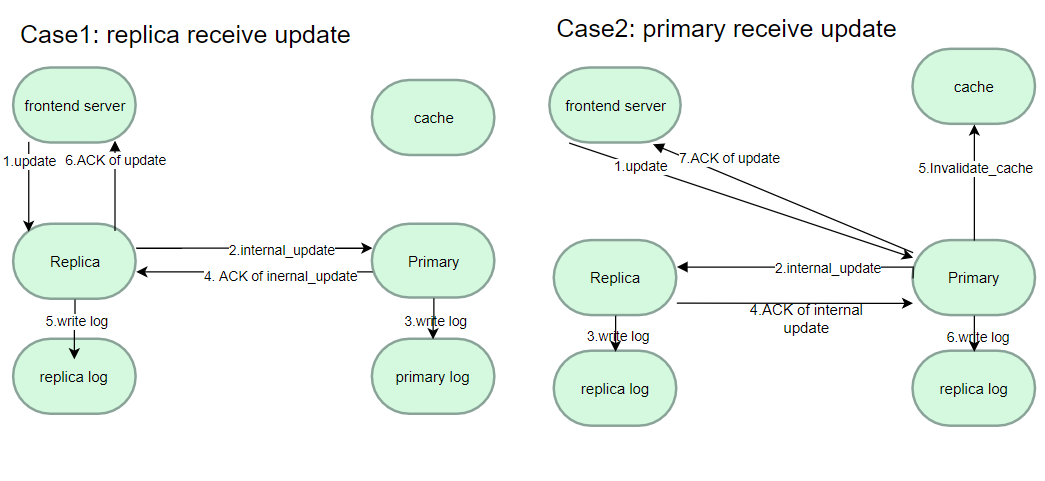 Case1: replica receive update
frontend server
cache
1.update
6.ACK of update
Replica
2.internal_update
4. ACK of inernal_update
Primary
5.write log
3.write log
replica log
primary log
Case2: primary receive update
frontend server
cache
1.update
7.ACK of update
5.Invalidate_cache
Replica
2.internal_update
4.ACK of internal
update
Primary
3.write log
6.write log
replica log
replica log